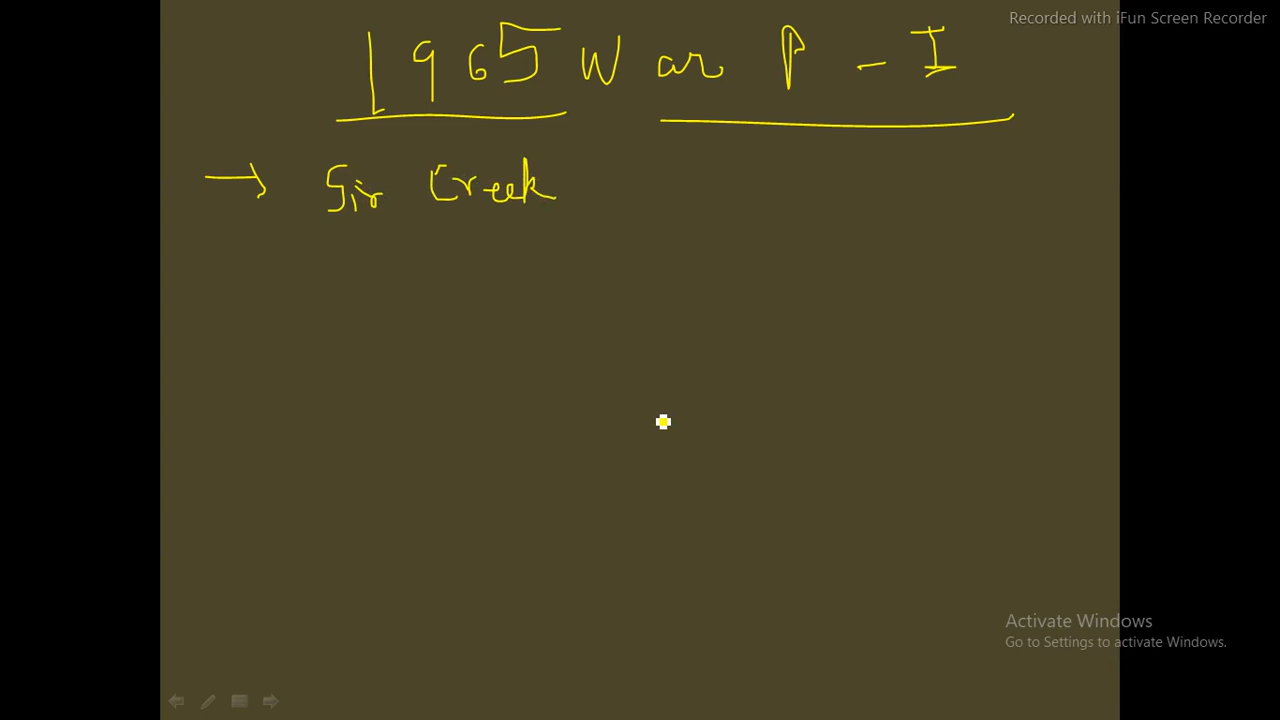 Recorded with iFun Screen Recorder
1965 War P - I
→ Sir Creek
Activate Windows
Go to Settings to activate Windows.